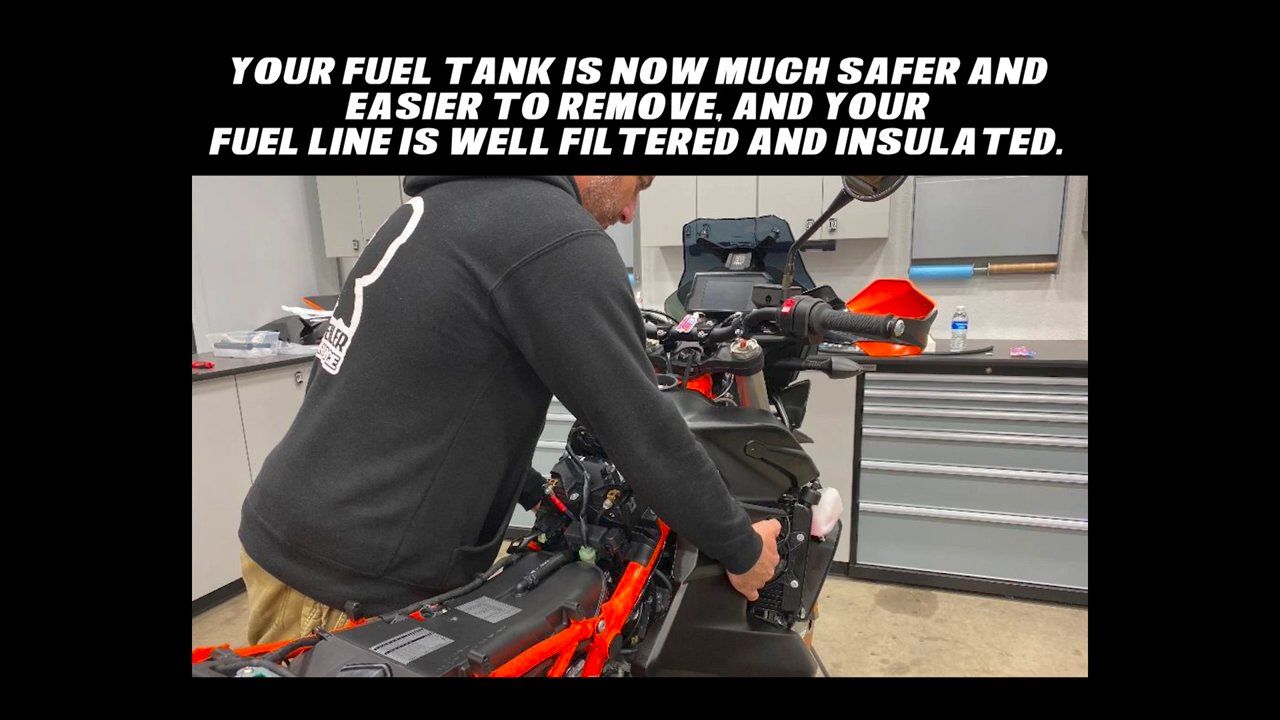 YOUR FUEL TANK IS NOW MUCH SAFER AND
EASIER TO REMOVE, AND YOUR
FUEL LINE IS WELL FILTERED AND INSULATED.